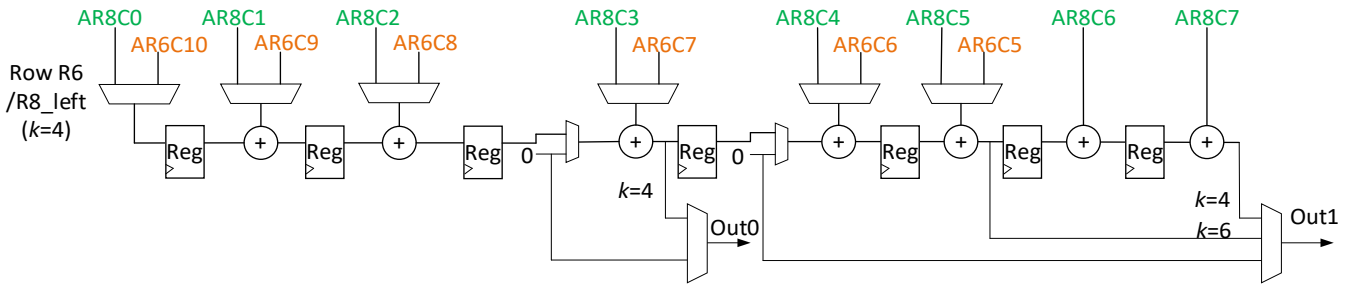 AR8C0 AR8C1 AR8C2 AR8C3 AR8C4 AR8C5 AR8C6 AR8C7
AR6C10 AR6C9 AR6C8 AR6C7 AR6C6 AR6C5
Row R6
/R8_left
(k=4)
Reg + Reg + Reg 0 + Reg 0 + Reg + Reg + Reg +
k=4 k=4
Out0 Out1
k=6